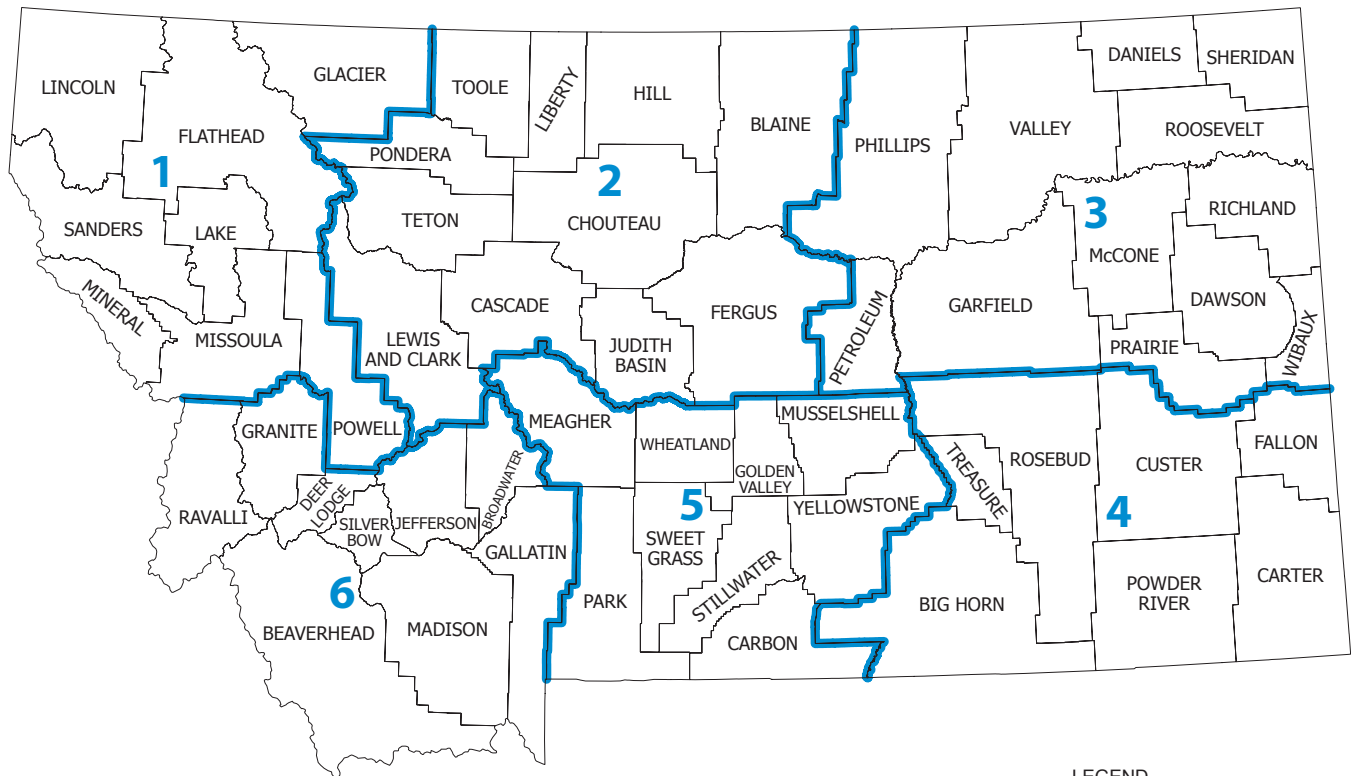 DANIELS
SHERIDAN
GLACIER
LINCOLN
TOOLE
LIBERTY
HILL
BLAINE
PHILLIPS
VALLEY
ROOSEVELT
FLATHEAD
PONDERA
1
2
3
TETON
CHOUTEAU
RICHLAND
SANDERS
LAKE
McCONE
MINERAL
CASCADE
FERGUS
GARFIELD
DAWSON
MISSOULA
LEWIS
AND CLARK
JUDITH
BASIN
PETROLEUM
PRAIRIE
WIBAUX
GRANITE
POWELL
MEAGHER
MUSSELSHELL
WHEATLAND
FALLON
GOLDEN
VALLEY
TREASURE
ROSEBUD
CUSTER
DEER
LODGE
BROADWATER
5
YELLOWSTONE
4
RAVALLI
SILVER
BOW
JEFFERSON
SWEET
GRASS
GALLATIN
STILLWATER
CARTER
6
PARK
BIG HORN
POWDER
RIVER
BEAVERHEAD
MADISON
CARBON
LEGEND